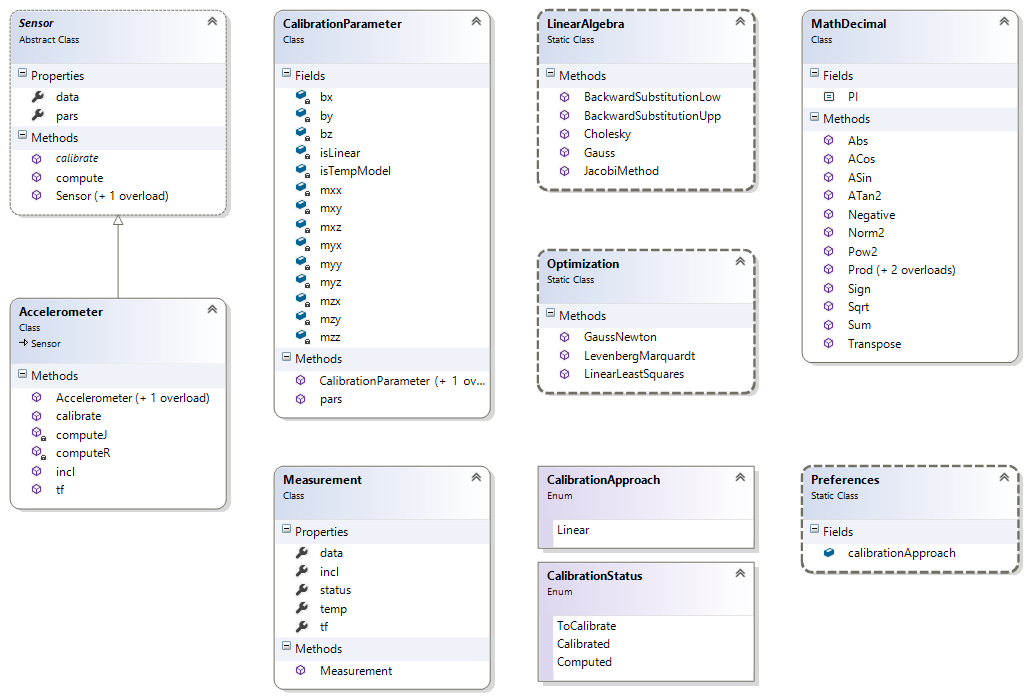 Sensor
Abstract Class
Properties
data
pars
Methods
calibrate
compute
Sensor (+ 1 overload)
Accelerometer
Class
Sensor
Methods
Accelerometer (+ 1 overload)
calibrate
computeJ
computeR
incl
tf
CalibrationParameter
Class
Fields
bx
by
bz
isLinear
isTempModel
mxx
mxy
mxz
myx
myy
myz
mzx
mzy
mzz
Methods
CalibrationParameter (+ 1 ov...
pars
Measurement
Class
Properties
data
incl
status
temp
tf
Methods
Measurement
LinearAlgebra
Static Class
Methods
BackwardSubstitutionLow
BackwardSubstitutionUpp
Cholesky
Gauss
JacobiMethod
Optimization
Static Class
Methods
GaussNewton
LevenbergMarquardt
LinearLeastSquares
CalibrationApproach
Enum
Linear
CalibrationStatus
Enum
ToCalibrate
Calibrated
Computed
MathDecimal
Class
Fields
PI
Methods
Abs
ACos
ASin
ATan2
Negative
Norm2
Pow2
Prod (+ 2 overloads)
Sign
Sqrt
Sum
Transpose
Preferences
Static Class
Fields
calibrationApproach